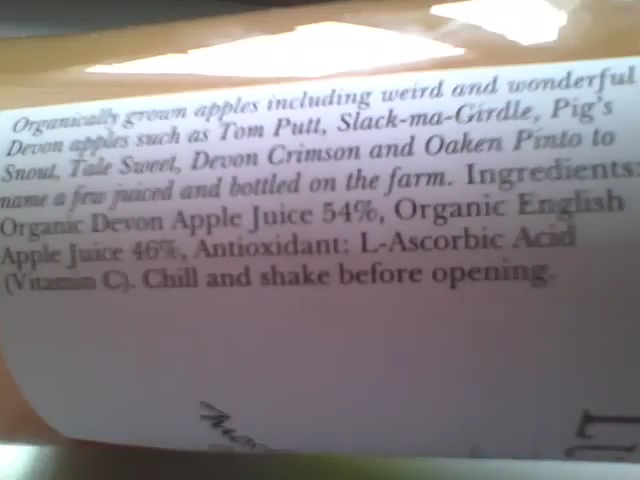 Organically grown apples including weird and wonderful
Devon apples such as Tom Putt, Slack-ma-Girdle, Pig's
Snout, Tale Sweet, Devon Crimson and Oaken Pinto to
name a few juiced and bottled on the farm. Ingredients:
Organic Devon Apple Juice 54%, Organic English
Apple Juice 46%, Antioxidant: L-Ascorbic Acid
(Vitamin C). Chill and shake before opening.